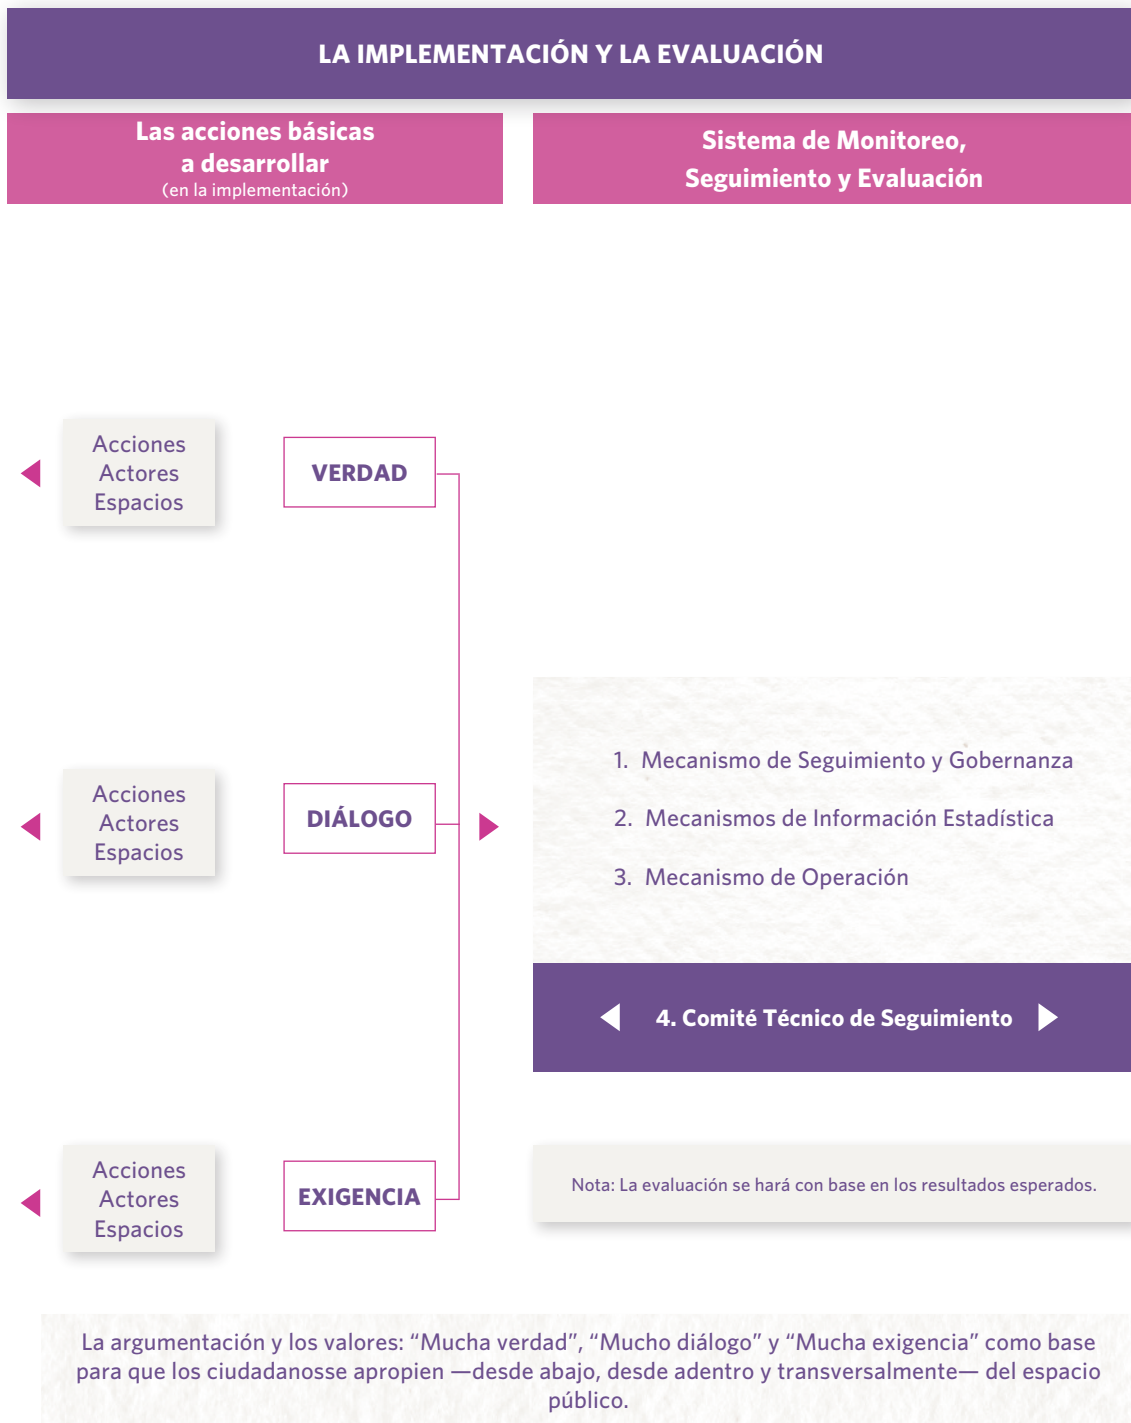 LA IMPLEMENTACIÓN Y LA EVALUACIÓN
Las acciones básicas
a desarrollar
(en la implementación)
Sistema de Monitoreo,
Seguimiento y Evaluación
Acciones
Actores
Espacios
VERDAD
Acciones
Actores
Espacios
DIÁLOGO
1. Mecanismo de Seguimiento y Gobernanza
2. Mecanismos de Información Estadística
3. Mecanismo de Operación
4. Comité Técnico de Seguimiento
Acciones
Actores
Espacios
EXIGENCIA
Nota: La evaluación se hará con base en los resultados esperados.
La argumentación y los valores: “Mucha verdad”, “Mucho diálogo” y “Mucha exigencia” como base
para que los ciudadanosse apropien —desde abajo, desde adentro y transversalmente— del espacio
público.